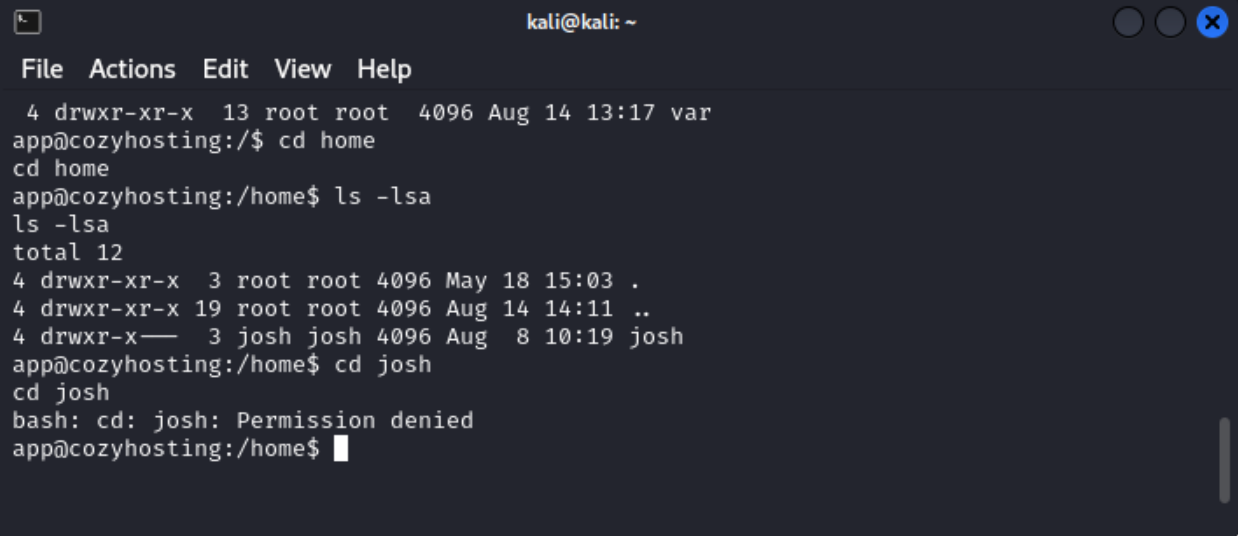 kali@kali: ~
File Actions Edit View Help
4 drwxr-xr-x 13 root root 4096 Aug 14 13:17 var
app@cozyhosting:/$ cd home
cd home
app@cozyhosting:/home$ ls -lsa
ls -lsa
total 12
4 drwxr-xr-x 3 root root 4096 May 18 15:03 .
4 drwxr-xr-x 19 root root 4096 Aug 14 14:11 ..
4 drwxr-x--- 3 josh josh 4096 Aug 8 10:19 josh
app@cozyhosting:/home$ cd josh
cd josh
bash: cd: josh: Permission denied
app@cozyhosting:/home$